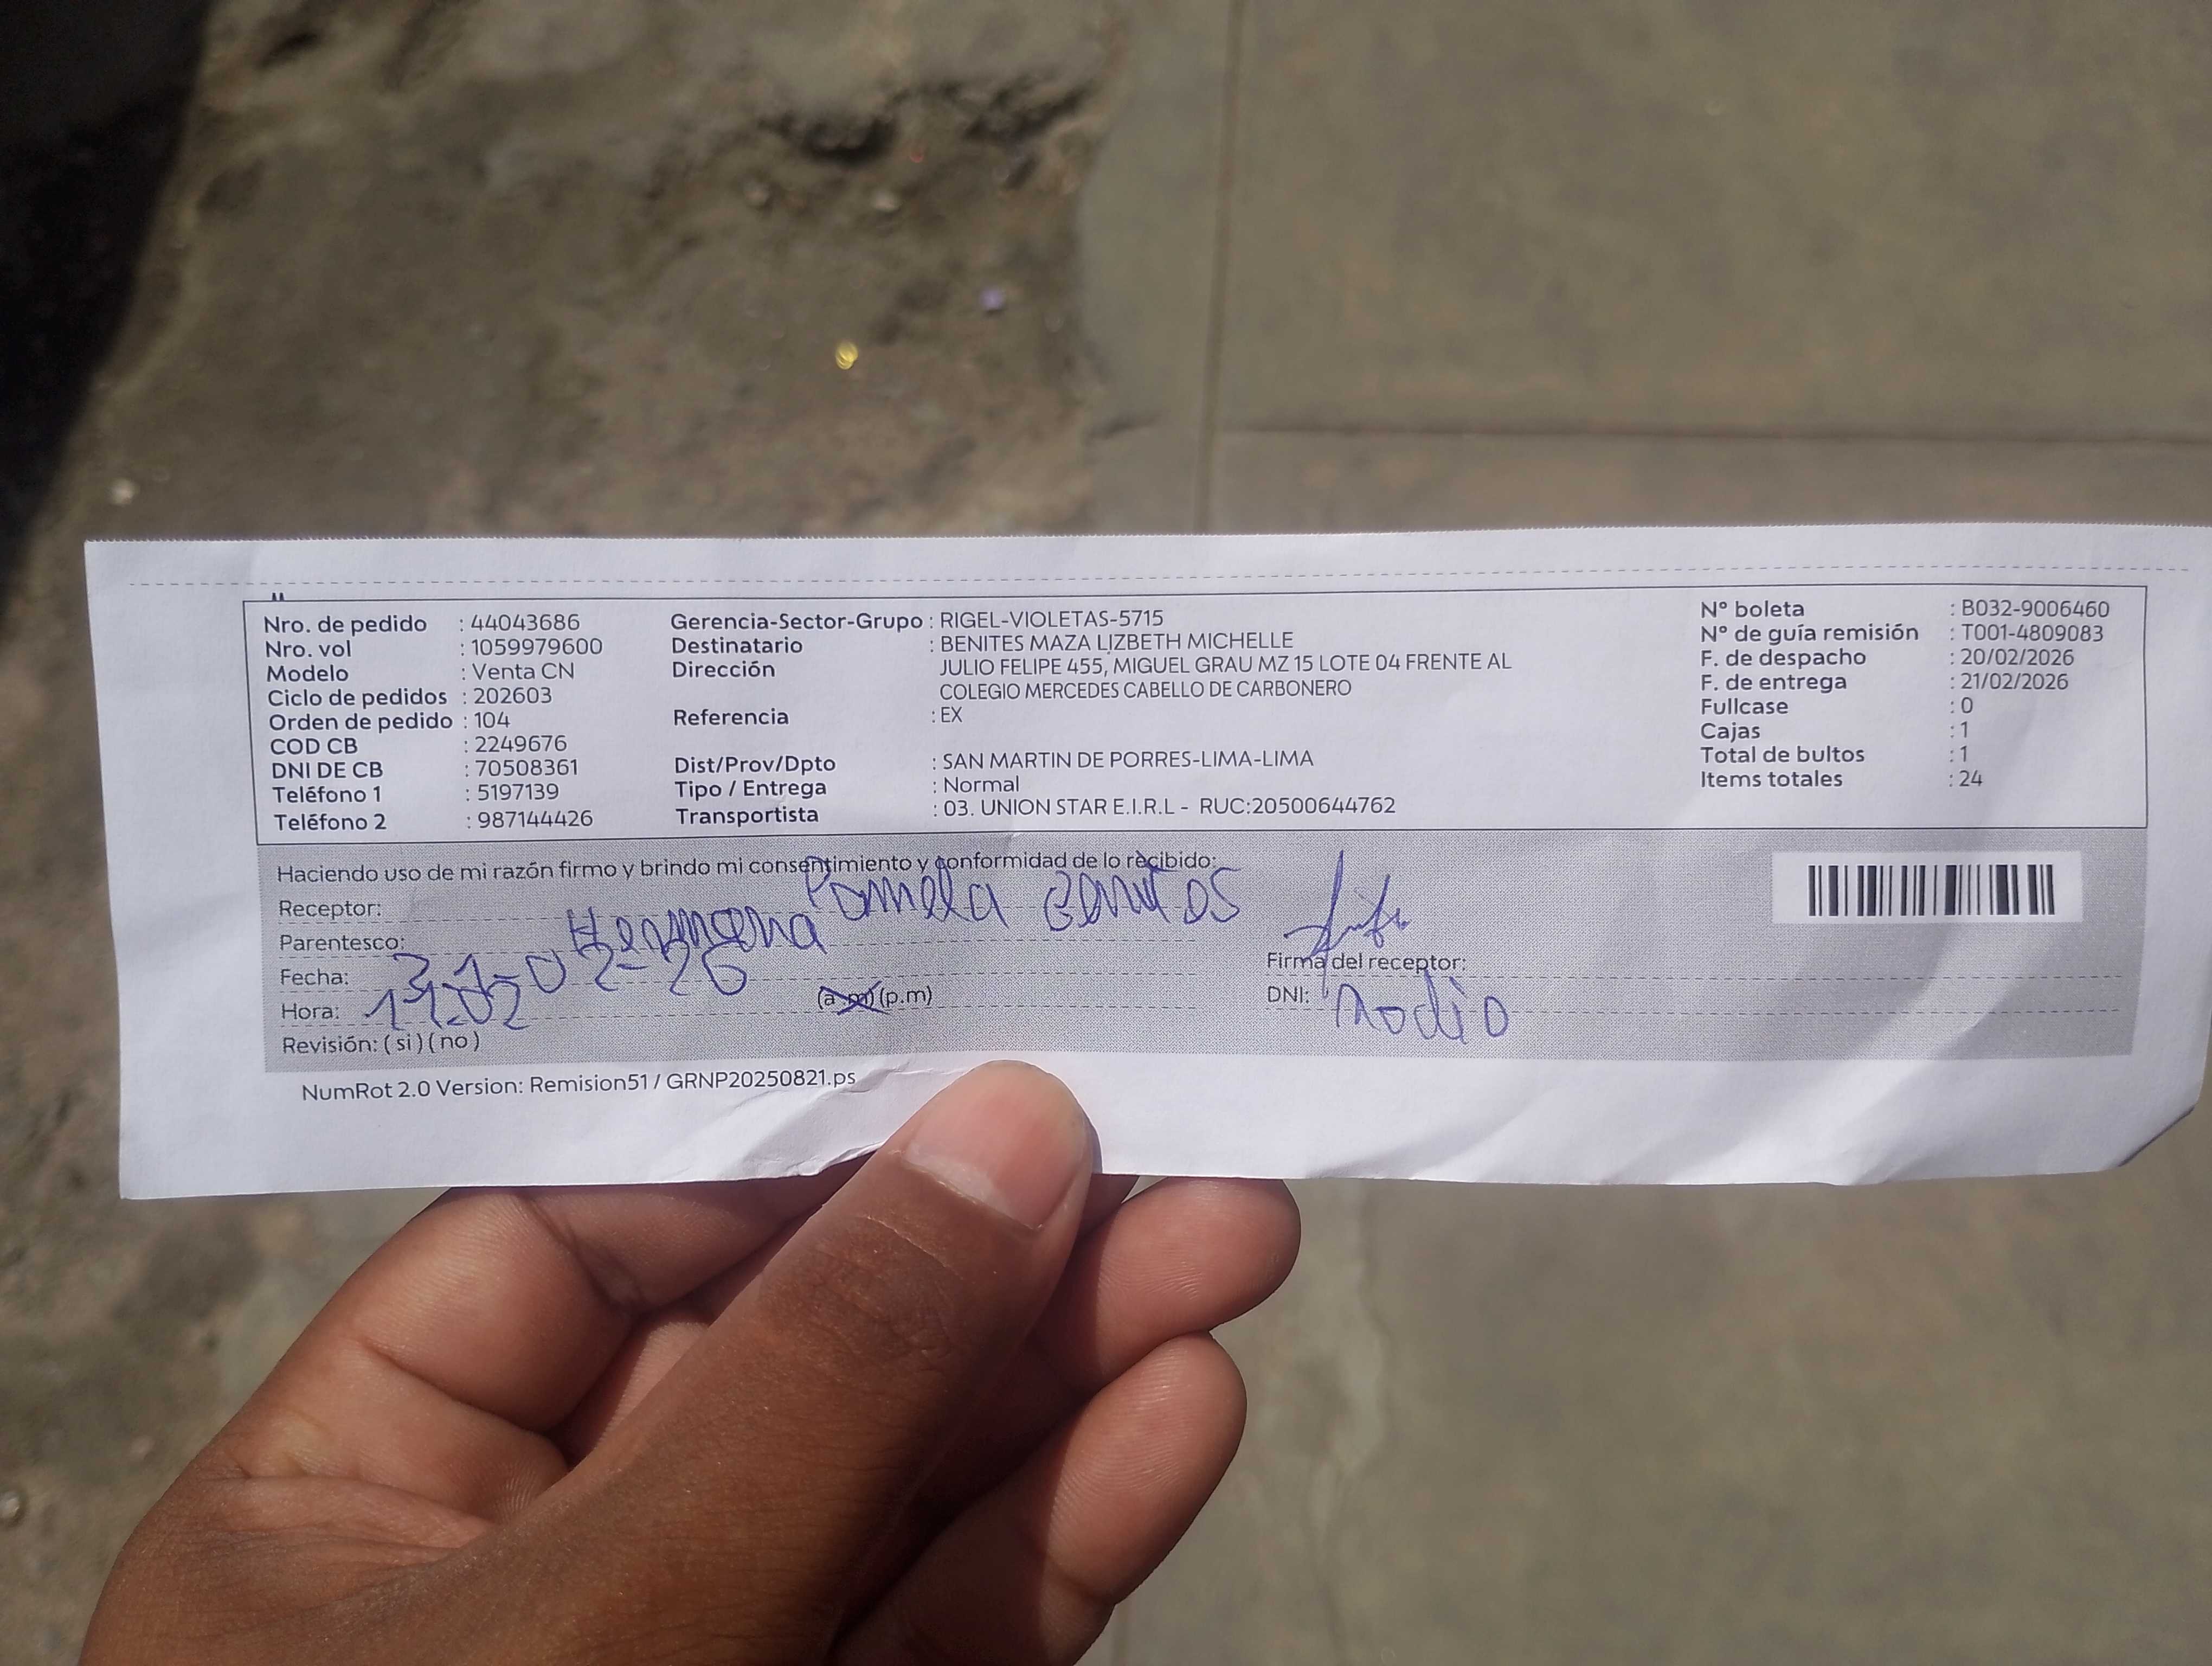 Nro. de pedido : 44043686
Nro. vol : 1059979600
Modelo : Venta CN
Ciclo de pedidos : 202603
Orden de pedido : 104
COD CB : 2249676
DNI DE CB : 70508361
Teléfono 1 : 5197139
Teléfono 2 : 987144426
Gerencia-Sector-Grupo : RIGEL-VIOLETAS-5715
Destinatario : BENITES MAZA LIZBETH MICHELLE
Dirección JULIO FELIPE 455, MIGUEL GRAU MZ 15 LOTE 04 FRENTE AL
COLEGIO MERCEDES CABELLO DE CARBONERO
Referencia : EX
Dist/Prov/Dpto : SAN MARTIN DE PORRES-LIMA-LIMA
Tipo / Entrega : Normal
Transportista : 03. UNION STAR E.I.R.L - RUC:20500644762
N° boleta : B032-9006460
N° de guía remisión : T001-4809083
F. de despacho : 20/02/2026
F. de entrega : 21/02/2026
Fullcase : 0
Cajas : 1
Total de bultos : 1
Items totales : 24
Haciendo uso de mi razón firmo y brindo mi consentimiento y conformidad de lo recibido:
Receptor: Pamela
Parentesco: Hermana
Fecha:
Hora: (a.m) (p.m)
Revisión: ( si ) ( no )
Firma del receptor:
DNI: no dio
NumRot 2.0 Version: Remision51 / GRNP20250821.ps